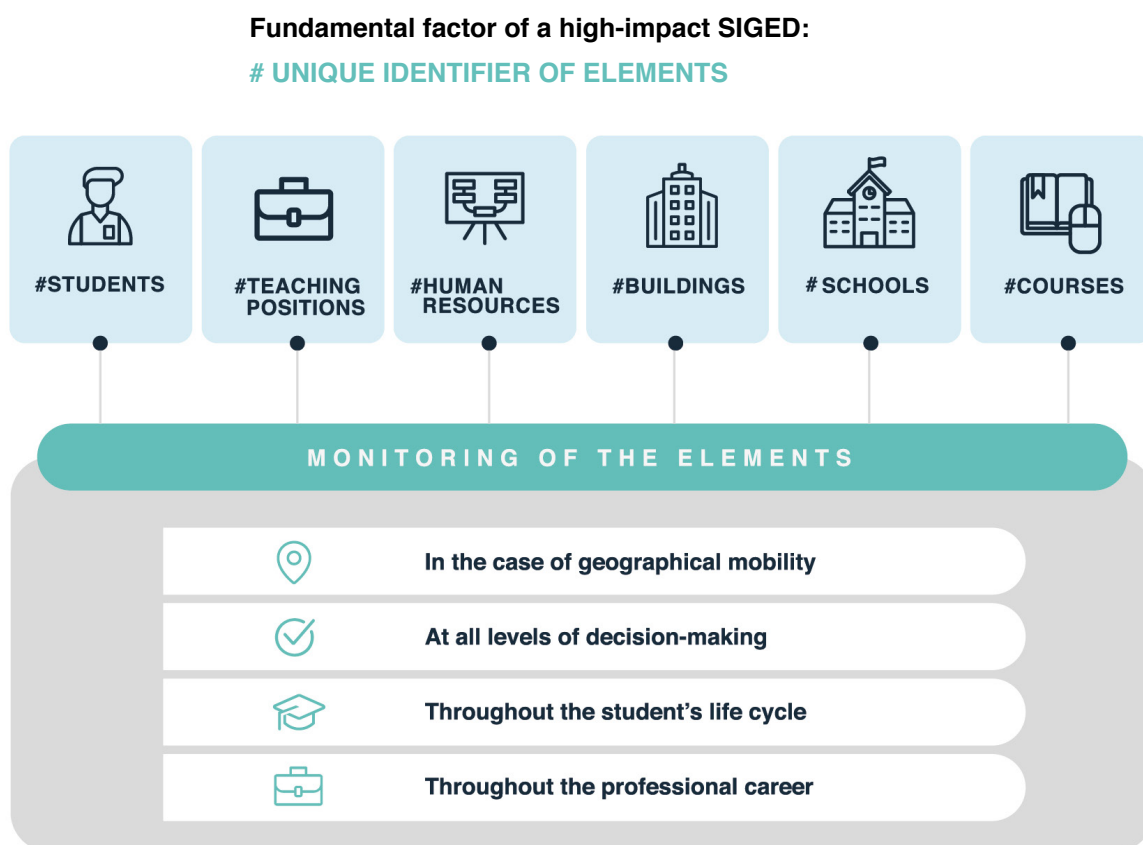 Fundamental factor of a high-impact SIGED:
# UNIQUE IDENTIFIER OF ELEMENTS
#STUDENTS
#TEACHING
POSITIONS
#HUMAN
RESOURCES
#BUILDINGS
# SCHOOLS
#COURSES
MONITORING OF THE ELEMENTS
In the case of geographical mobility
At all levels of decision-making
Throughout the student’s life cycle
Throughout the professional career